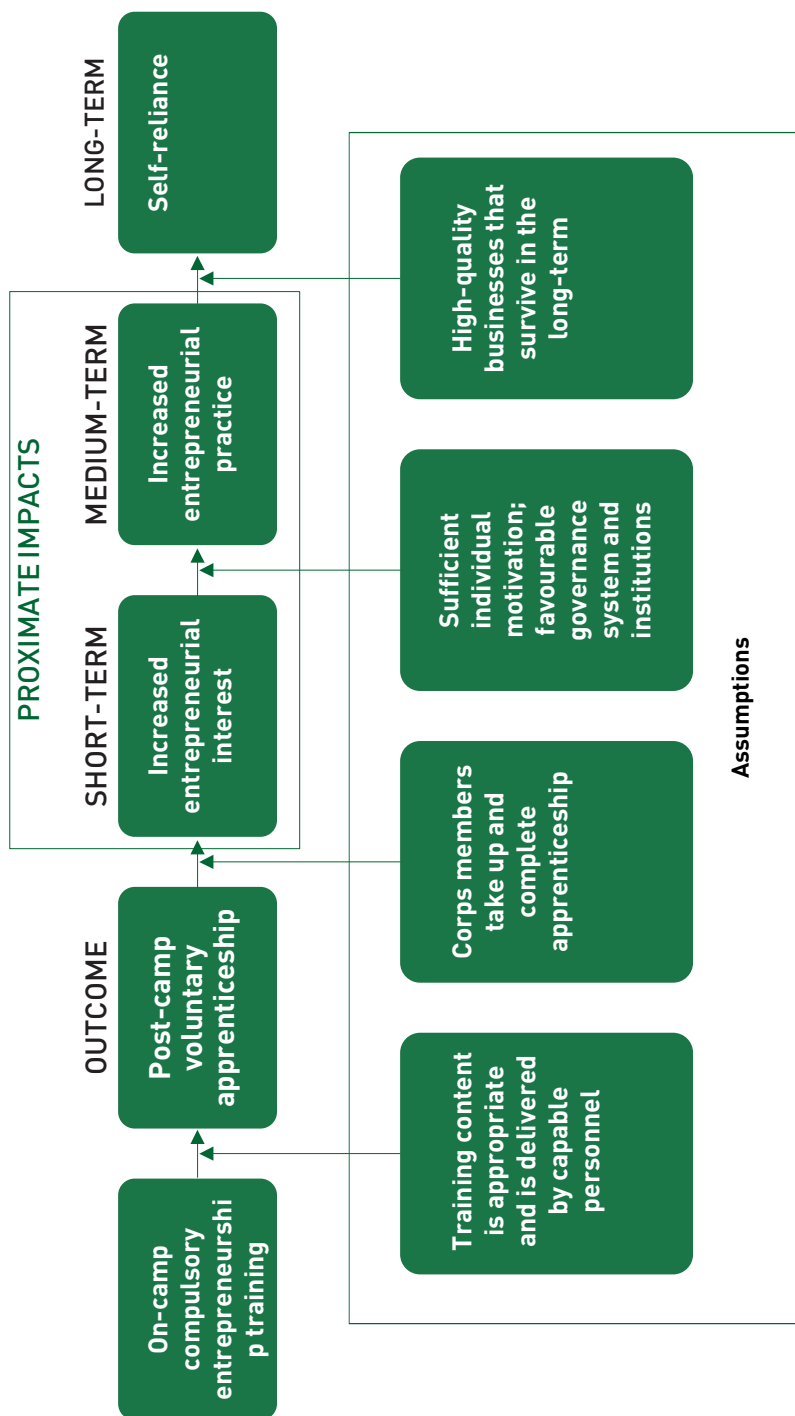 PROXIMATE IMPACTS
OUTCOME
SHORT-TERM
MEDIUM-TERM
LONG-TERM
On-camp
compulsory
entrepreneurshi
p training
Post-camp
voluntary
apprenticeship
Increased
entrepreneurial
interest
Increased
entrepreneurial
practice
Self-reliance
Training content
is appropriate
and is delivered
by capable
personnel
Corps members
take up and
complete
apprenticeship
Sufficient
individual
motivation;
favourable
governance
system and
institutions
High-quality
businesses that
survive in the
long-term
Assumptions